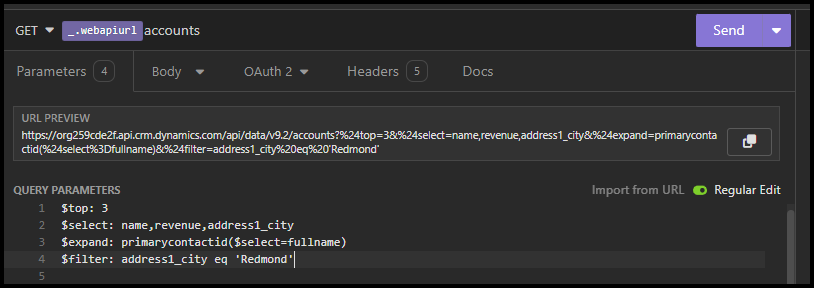 GET _.webapiurl accounts Send
Parameters 4 Body OAuth 2 Headers 5 Docs
URL PREVIEW
https://org259cde2f.api.crm.dynamics.com/api/data/v9.2/accounts?%24top=3&%24select=name,revenue,address1_city&%24expand=primaryconta
ctid(%24select%3Dfullname)&%24filter=address1_city%20eq%20'Redmond'
QUERY PARAMETERS Import from URL Regular Edit
1 $top: 3
2 $select: name,revenue,address1_city
3 $expand: primarycontactid($select=fullname)
4 $filter: address1_city eq 'Redmond'
5